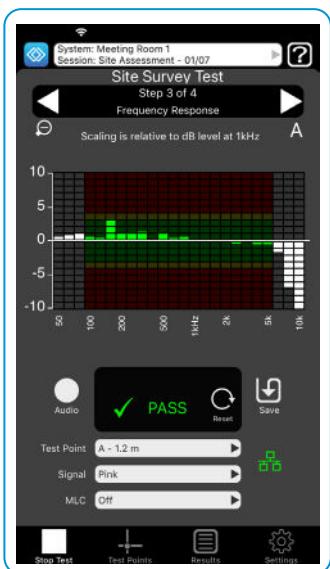 System: Meeting Room 1
Session: Site Assessment - 01/07
?
Site Survey Test
Step 3 of 4
Frequency Response
Scaling is relative to dB level at 1kHz
A
10
5
0
-5
-10
50
100
200
500
1kHz
2k
5k
10k
Audio
PASS
Reset
Save
Test Point
A - 1.2 m
Signal
Pink
MLC
Off
Stop Test
Test Points
Results
Settings